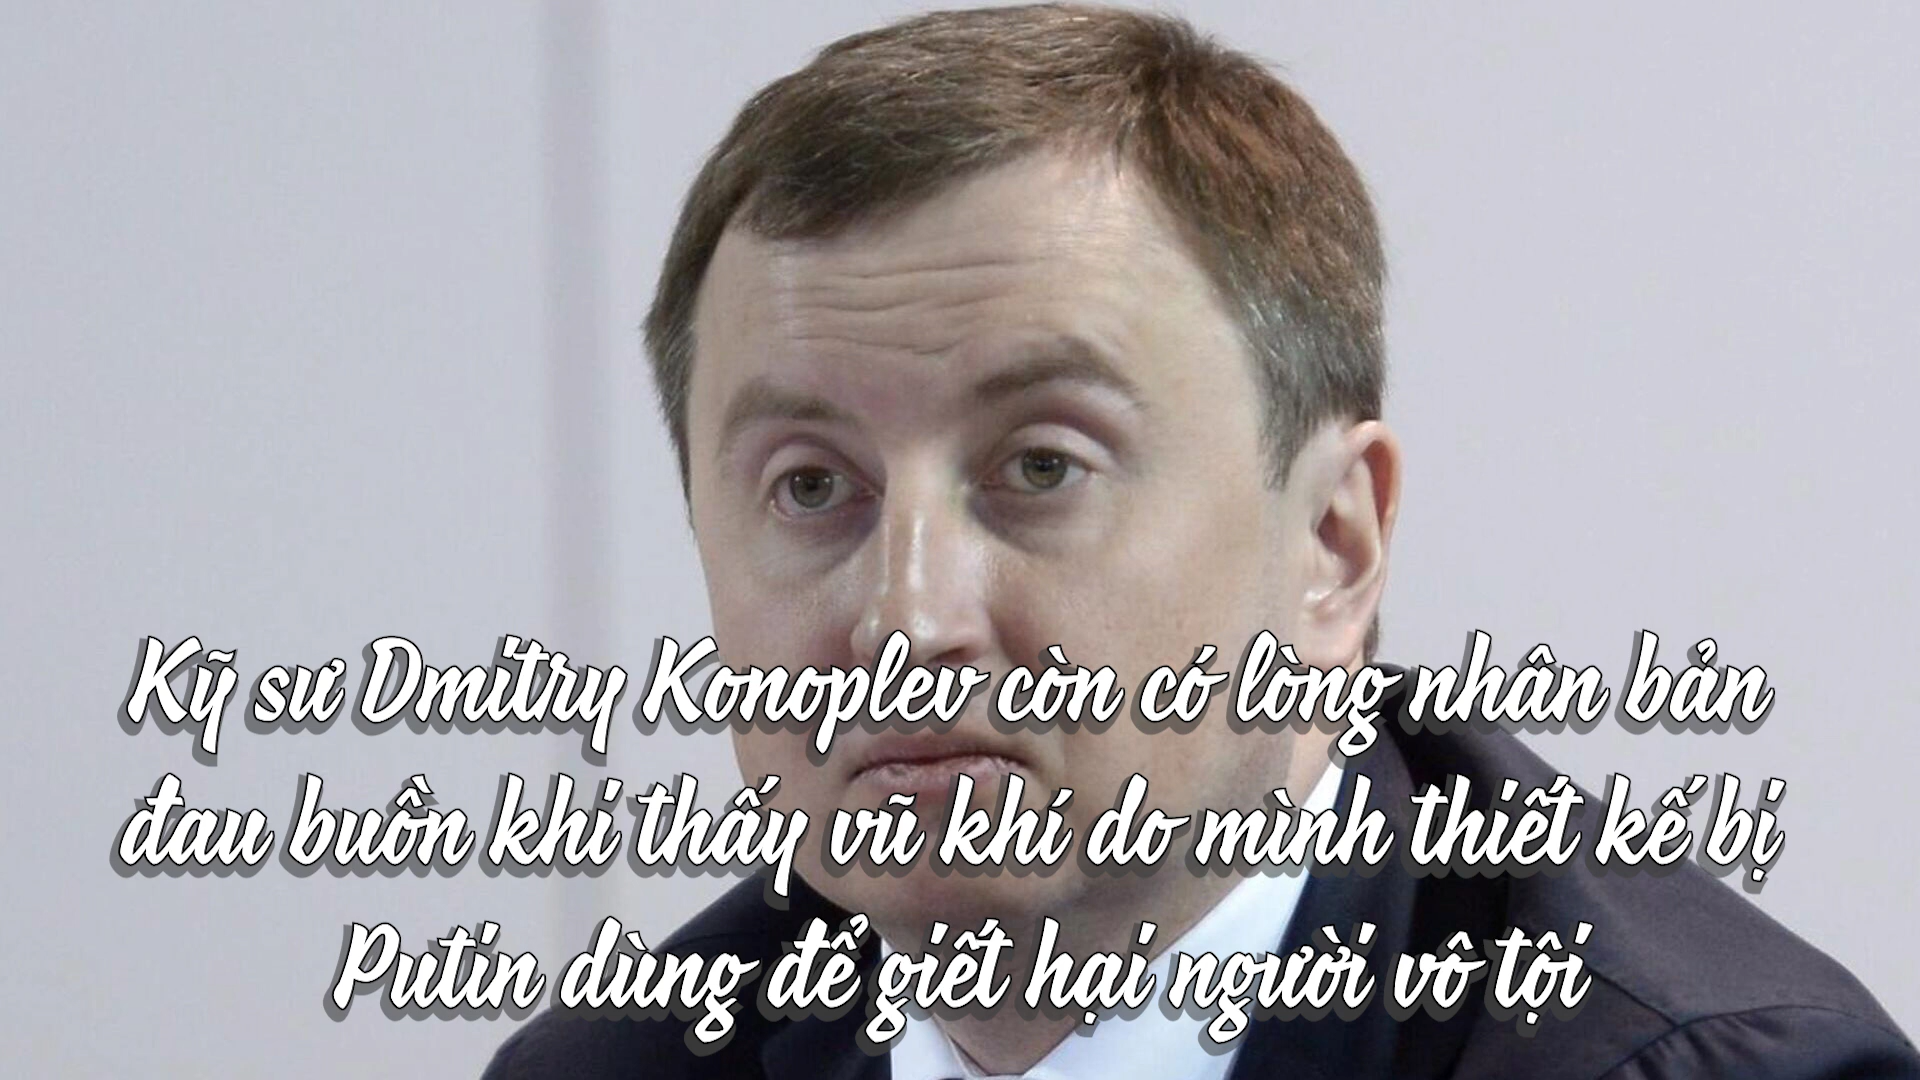 Kỹ sư Dmitry Konoplev còn có lòng nhân bản
đau buồn khi thấy vũ khí do mình thiết kế bị
Putin dùng để giết hại người vô tội